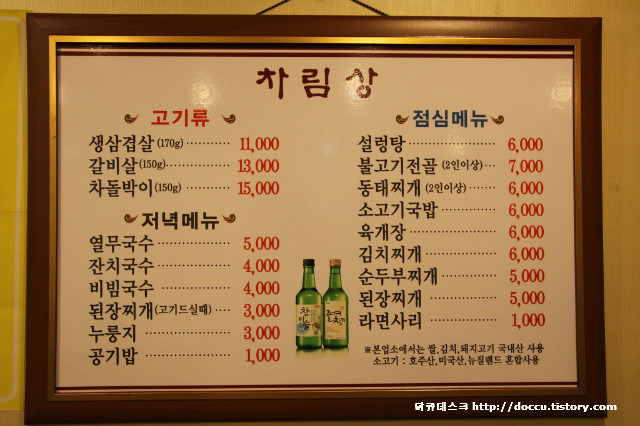 차림상
고기류
생삼겹살(170g) ·········· 11,000
갈비살(150g) ·············· 13,000
차돌박이(150g) ·········· 15,000
저녁메뉴
열무국수 ················ 5,000
잔치국수 ················ 4,000
비빔국수 ················ 4,000
된장찌개(고기드실때) ···· 3,000
누룽지 ···················· 3,000
공기밥 ···················· 1,000
점심메뉴
설렁탕 ···················· 6,000
불고기전골(2인이상) ···· 7,000
동태찌개(2인이상) ······ 6,000
소고기국밥 ·············· 6,000
육개장 ···················· 6,000
김치찌개 ················ 6,000
순두부찌개 ·············· 5,000
된장찌개 ················ 5,000
라면사리 ················ 1,000
※본업소에서는 쌀,김치,돼지고기 국내산 사용
소고기 : 호주산,미국산,뉴질랜드 혼합사용
참이슬
닥큐데스크 http://doccu.tistory.com